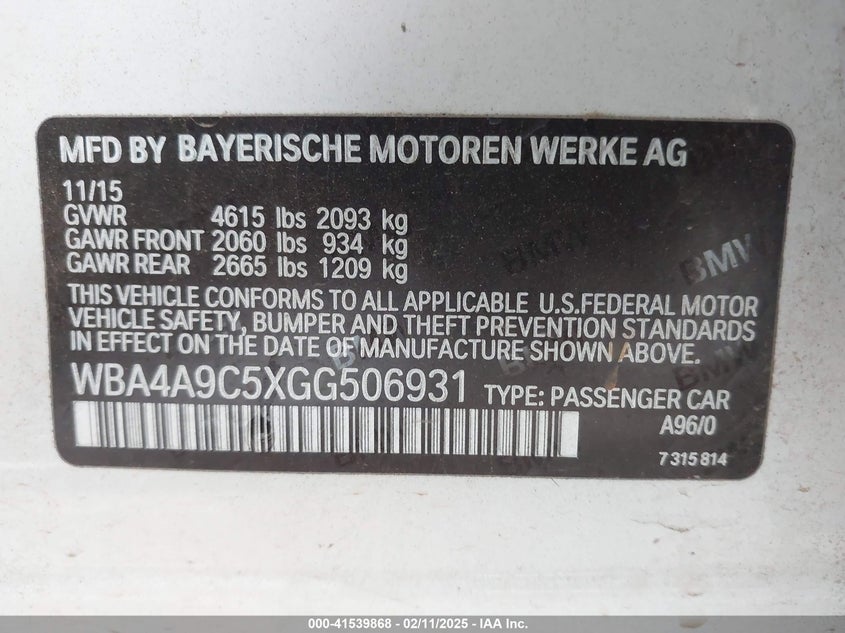 MFD BY BAYERISCHE MOTOREN WERKE AG
11/15
GVWR 4615 lbs 2093 kg
GAWR FRONT 2060 lbs 934 kg
GAWR REAR 2665 lbs 1209 kg
THIS VEHICLE CONFORMS TO ALL APPLICABLE U.S.FEDERAL MOTOR
VEHICLE SAFETY, BUMPER AND THEFT PREVENTION STANDARDS
IN EFFECT ON THE DATE OF MANUFACTURE SHOWN ABOVE.
WBA4A9C5XGG506931 TYPE: PASSENGER CAR
A96/0
7 315 814
BMW
BMW
BMW
000-41539868 - 02/11/2025 - IAA Inc.